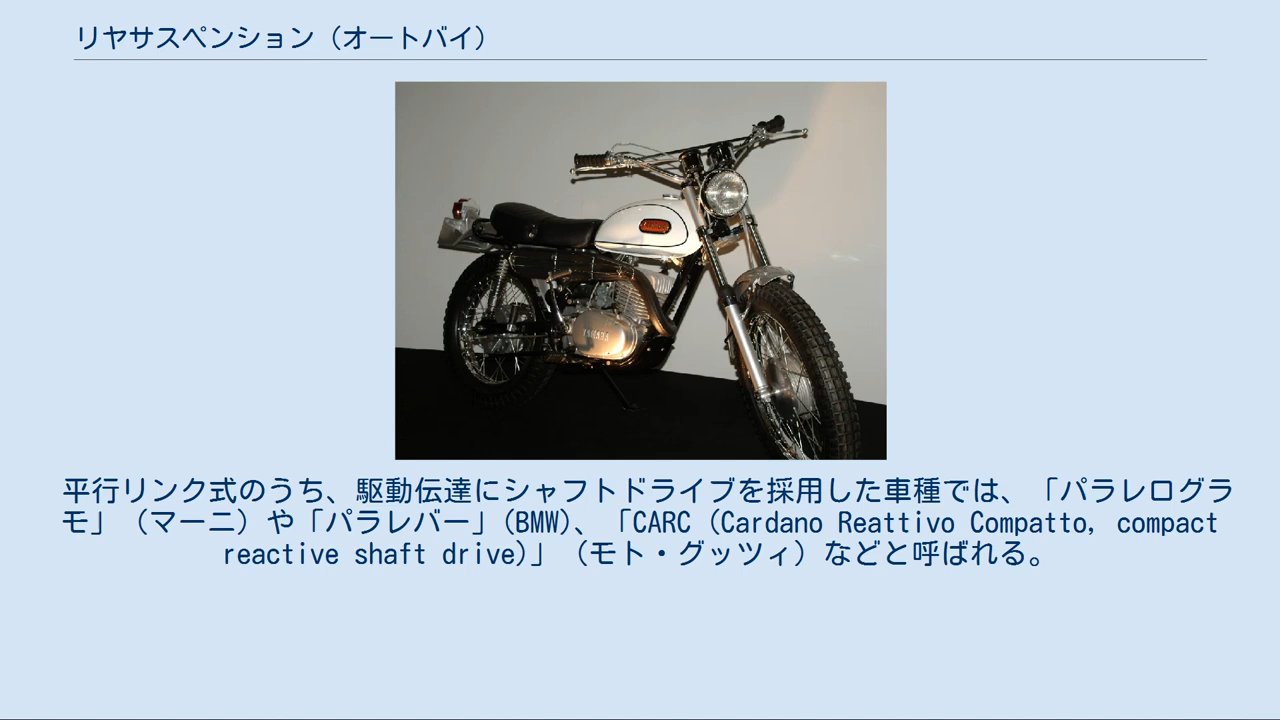 リヤサスペンション（オートバイ）
YAMAHA
平行リンク式のうち、駆動伝達にシャフトドライブを採用した車種では、「パラレログラ
モ」（マーニ）や「パラレバー」(BMW)、「CARC (Cardano Reattivo Compatto, compact
reactive shaft drive)」（モト・グッツィ）などと呼ばれる。